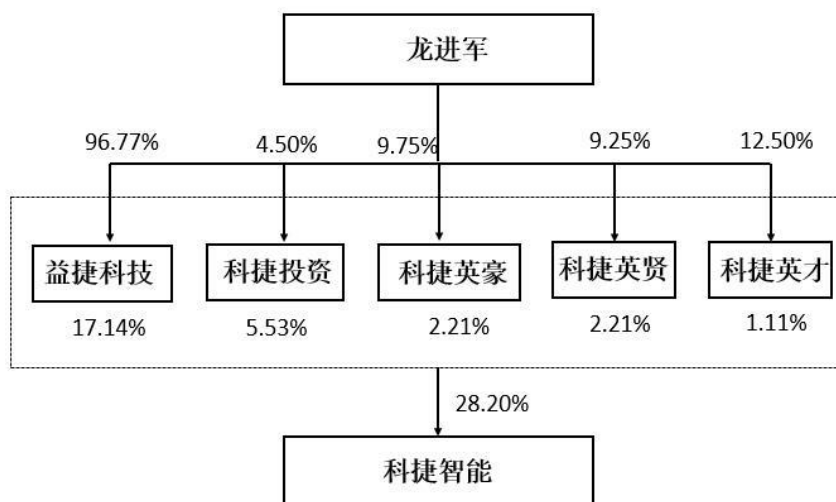 龙进军
96.77%
4.50%
9.75%
9.25%
12.50%
益捷科技
科捷投资
科捷英豪
科捷英贤
科捷英才
17.14%
5.53%
2.21%
2.21%
1.11%
28.20%
科捷智能